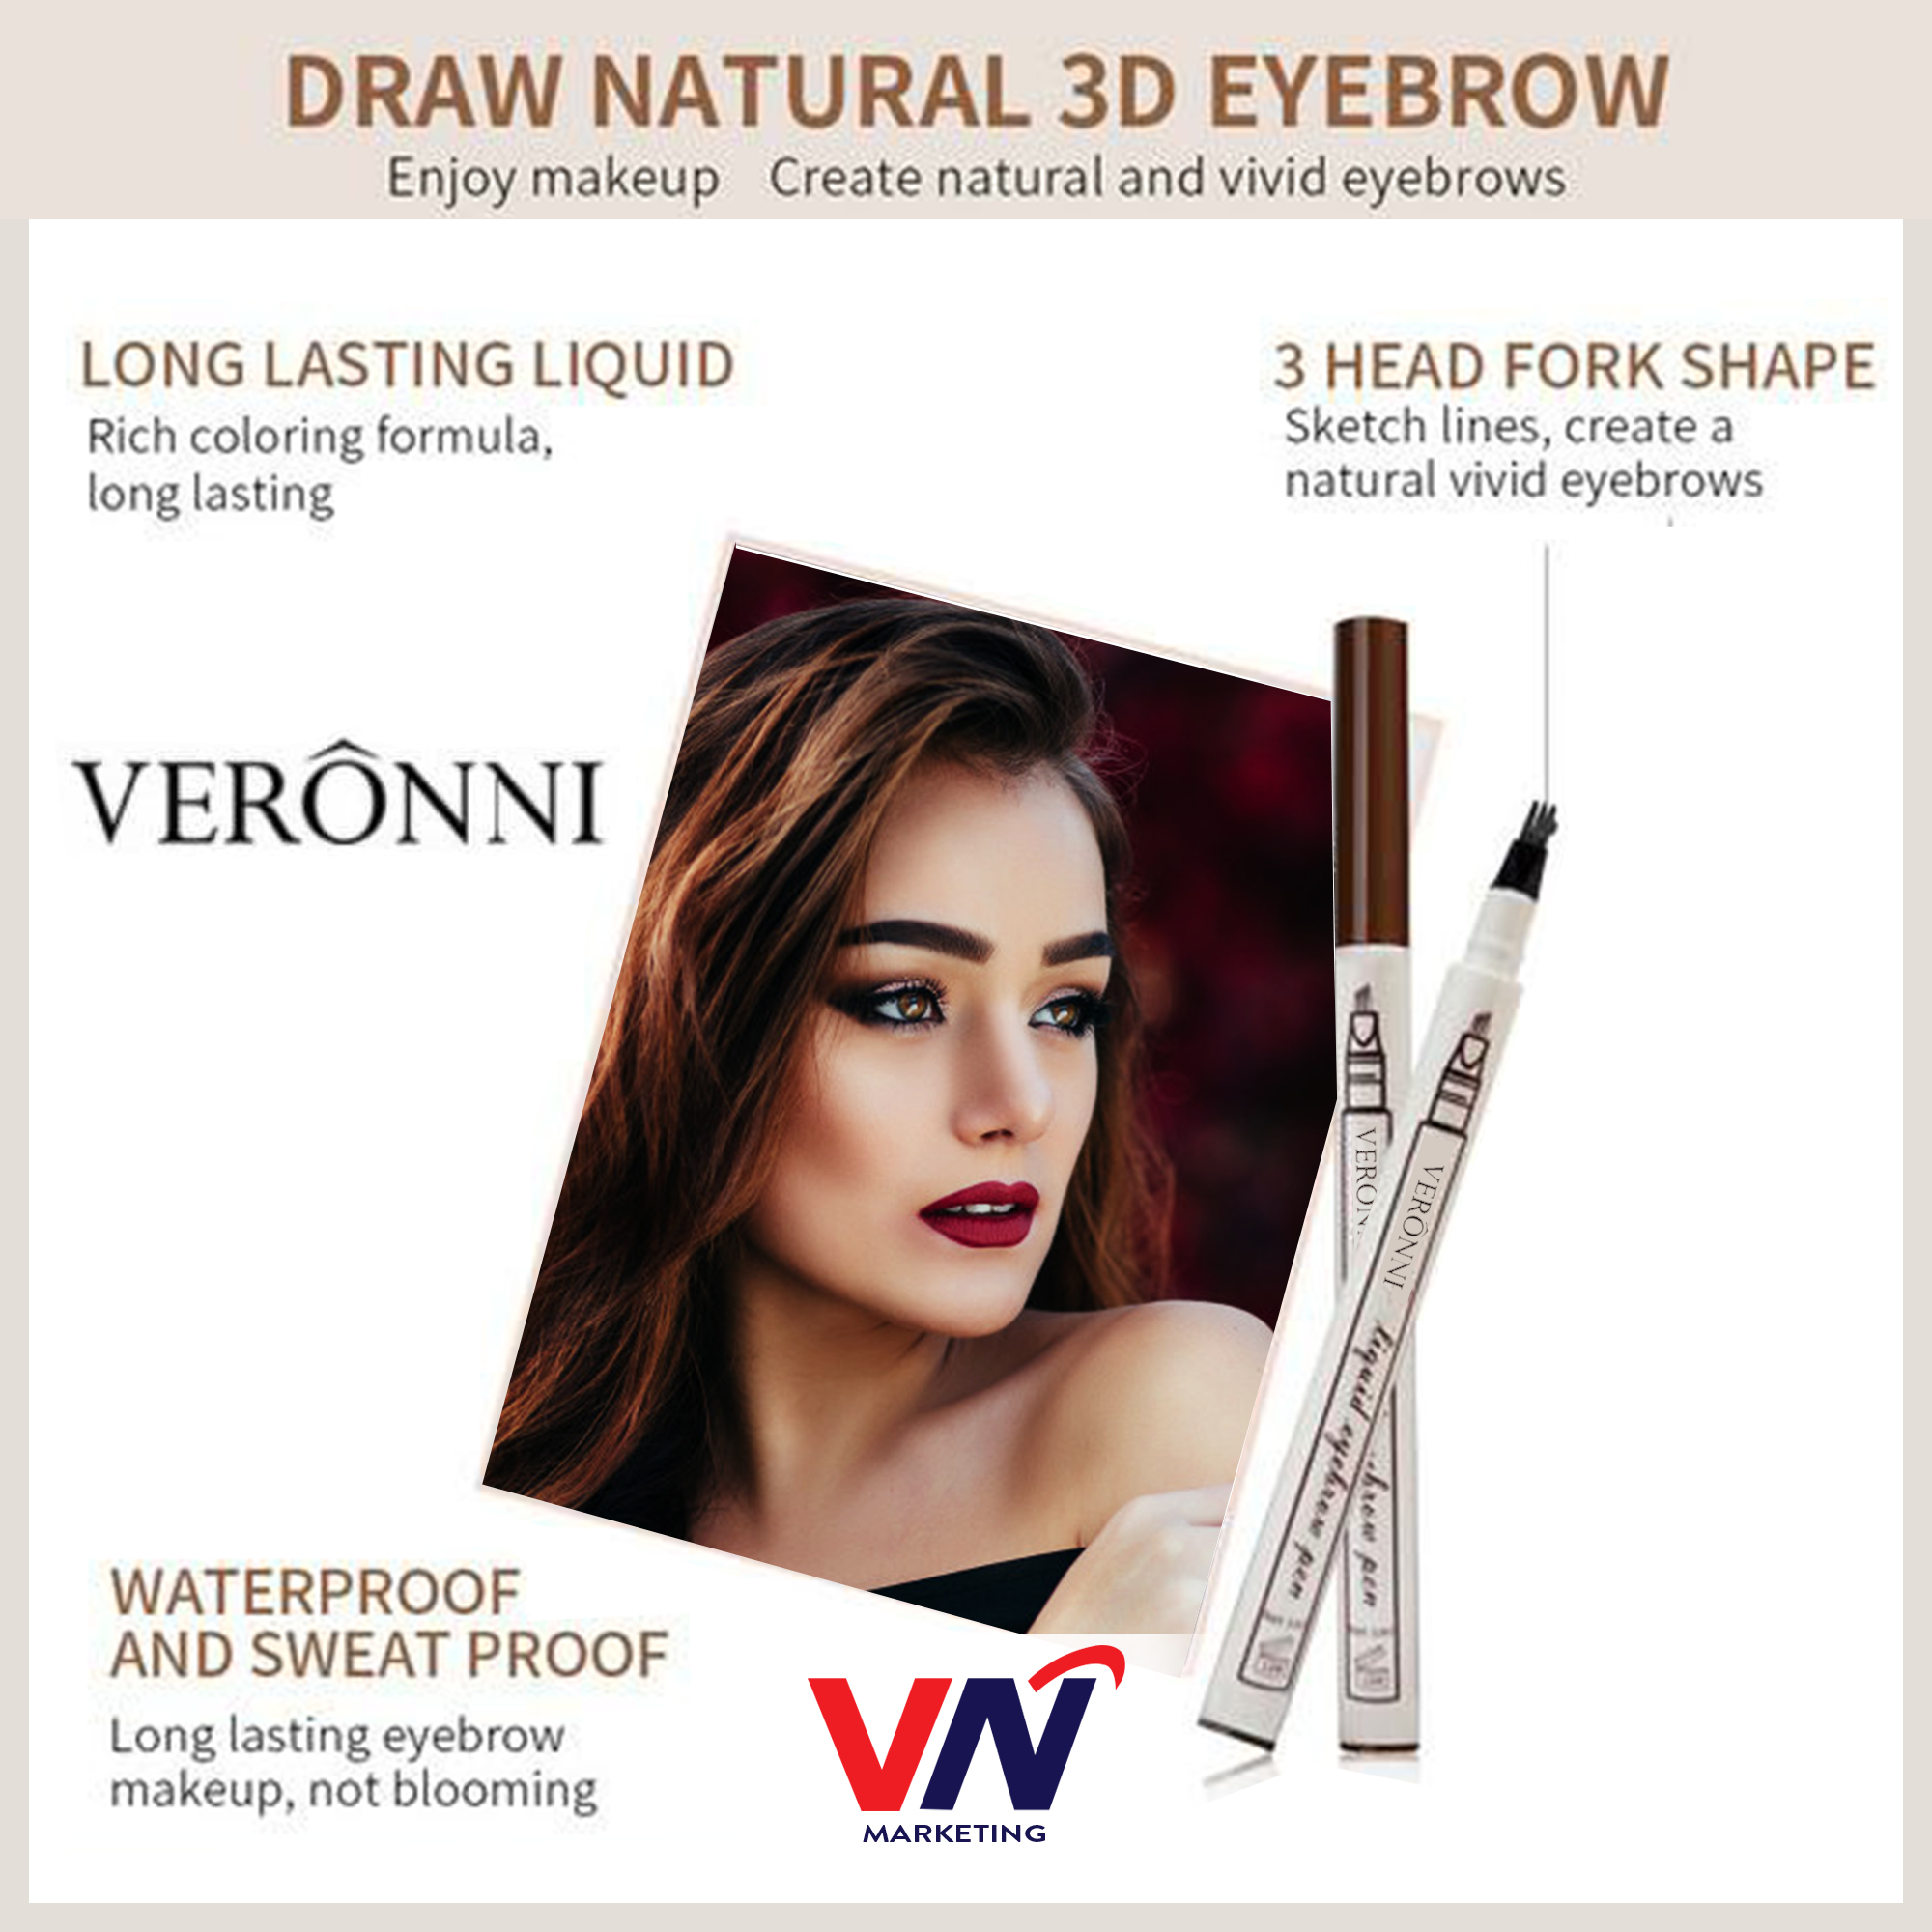 DRAW NATURAL 3D EYEBROW
Enjoy makeup Create natural and vivid eyebrows
LONG LASTING LIQUID
Rich coloring formula,
long lasting
3 HEAD FORK SHAPE
Sketch lines, create a
natural vivid eyebrows
VERÔNNI
VERÔNNI
liquid eyebrow pen
pen
WATERPROOF
AND SWEAT PROOF
Long lasting eyebrow
makeup, not blooming
VN
MARKETING